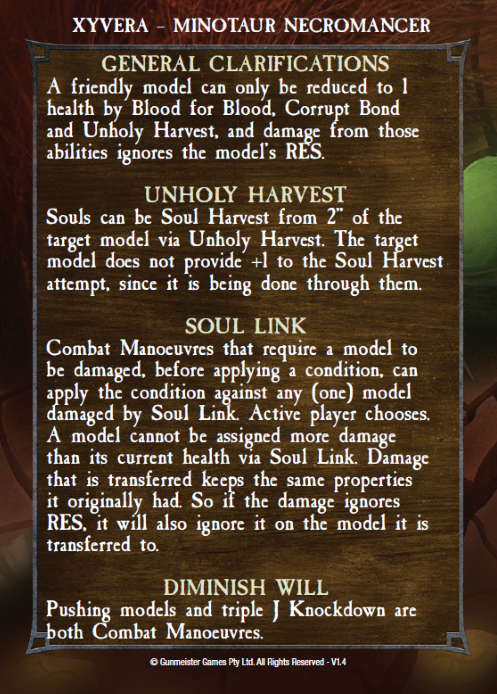 XYVERA - MINOTAUR NECROMANCER
GENERAL CLARIFICATIONS
A friendly model can only be reduced to 1
health by Blood for Blood, Corrupt Bond
and Unholy Harvest, and damage from those
abilities ignores the model's RES.
UNHOLY HARVEST
Souls can be Soul Harvest from 2" of the
target model via Unholy Harvest. The target
model does not provide +1 to the Soul Harvest
attempt, since it is being done through them.
SOUL LINK
Combat Manoeuvres that require a model to
be damaged, before applying a condition, can
apply the condition against any (one) model
damaged by Soul Link. Active player chooses.
A model cannot be assigned more damage
than its current health via Soul Link. Damage
that is transferred keeps the same properties
it originally had. So if the damage ignores
RES, it will also ignore it on the model it is
transferred to.
DIMINISH WILL
Pushing models and triple J Knockdown are
both Combat Manoeuvres.
© Gunmeister Games Pty Ltd. All Rights Reserved - V1.4